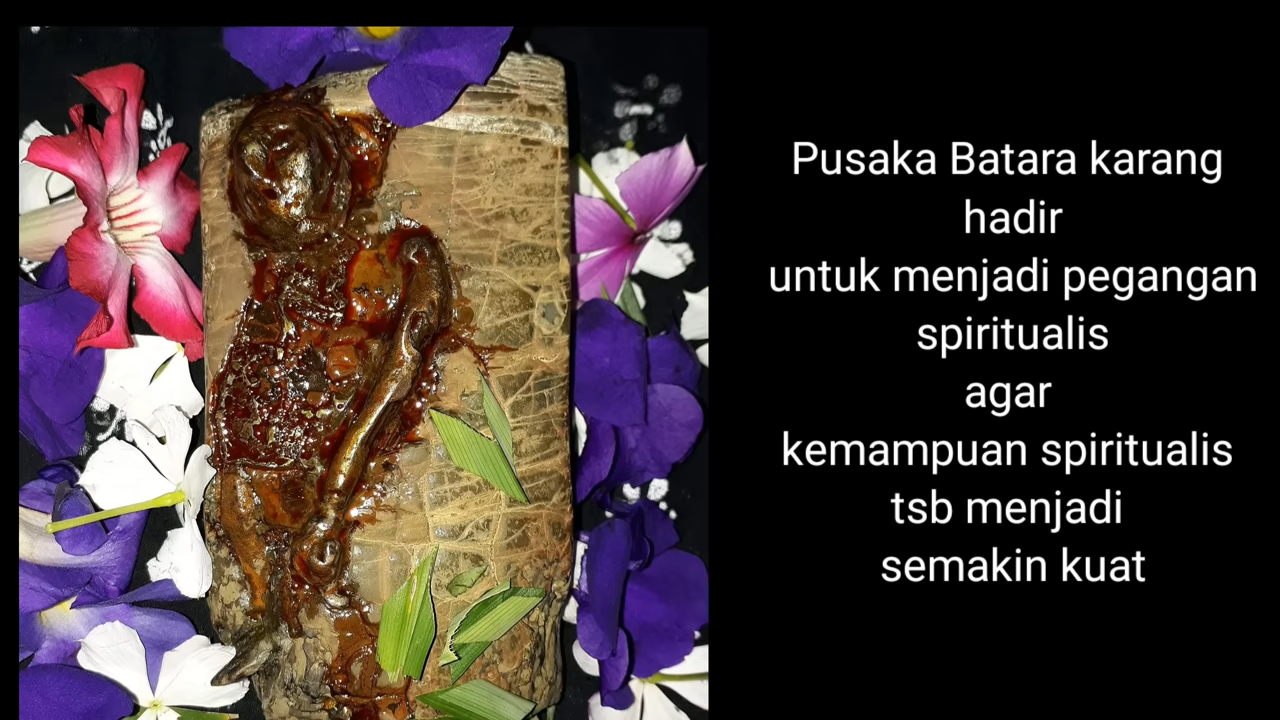 Pusaka Batara karang
hadir
untuk menjadi pegangan
spiritualis
agar
kemampuan spiritualis
tsb menjadi
semakin kuat